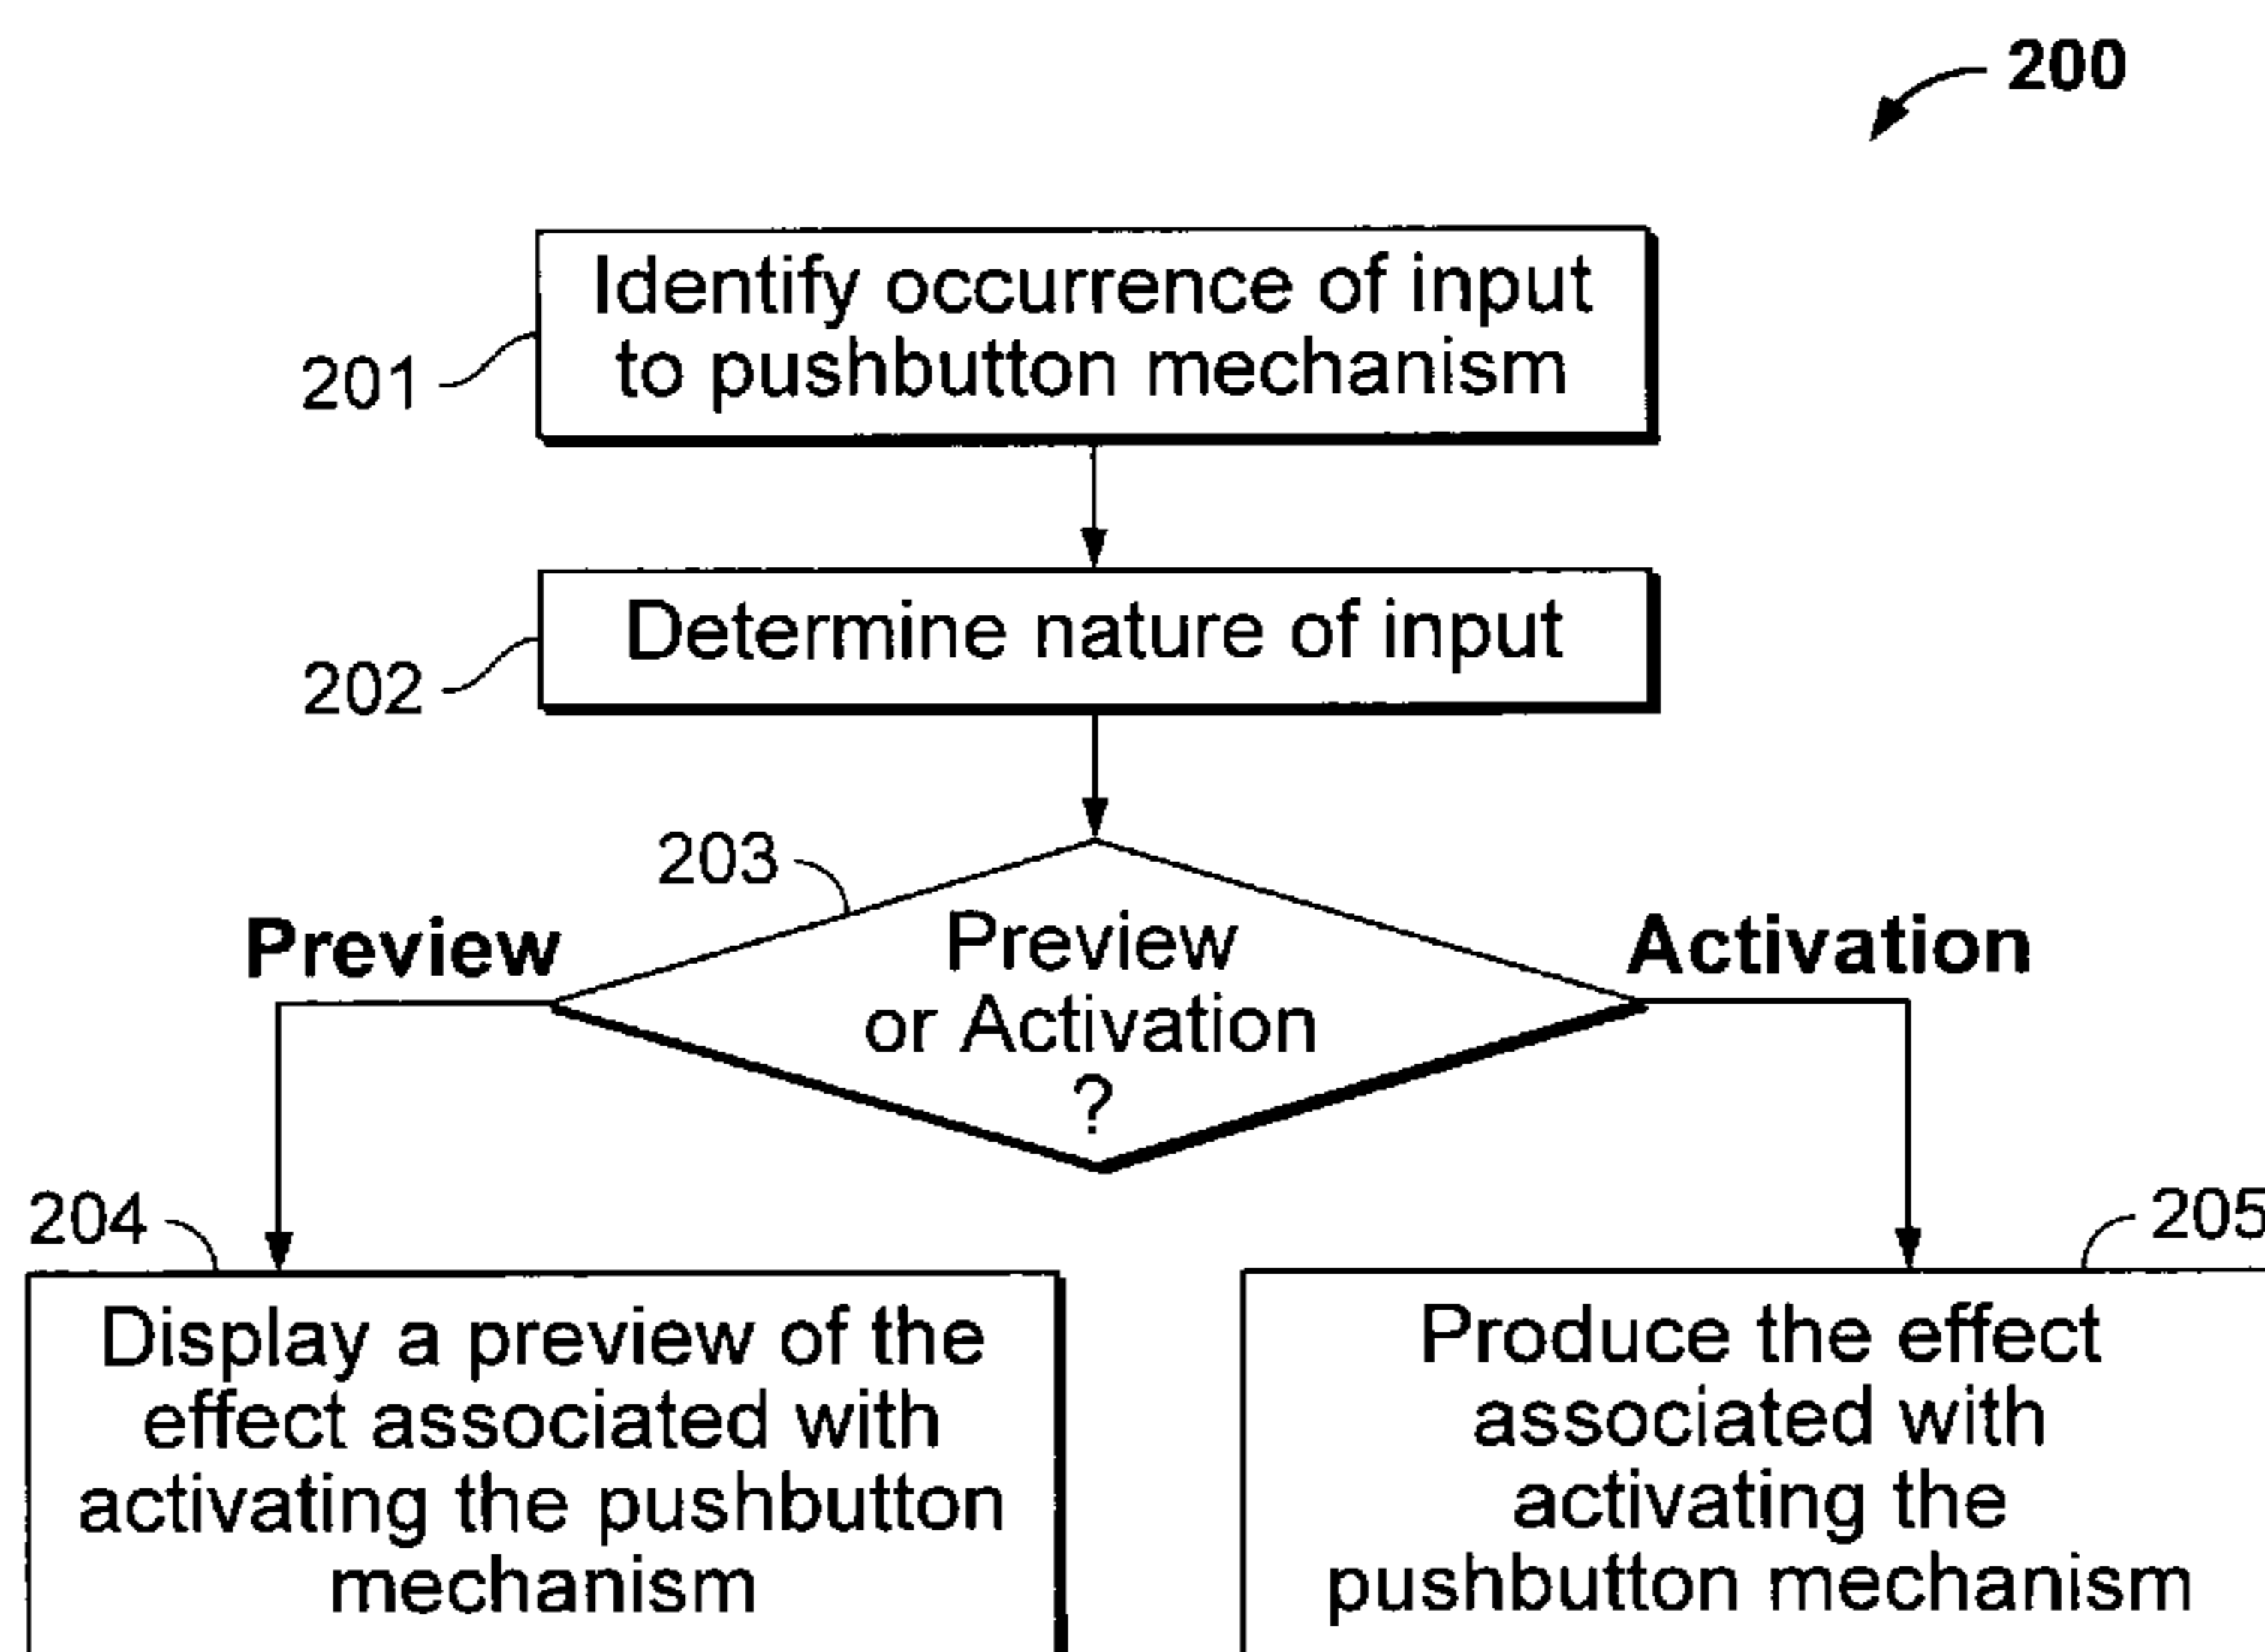 200
Identify occurrence of input
to pushbutton mechanism
201
Determine nature of input
202
203
Preview
Preview
or Activation
?
Activation
204
205
Display a preview of the
effect associated with
activating the pushbutton
mechanism
Produce the effect
associated with
activating the
pushbutton mechanism